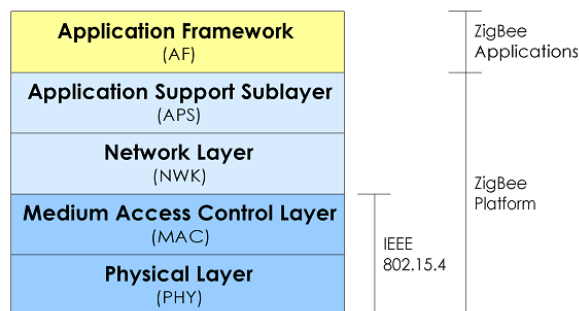 Application Framework
(AF)
Application Support Sublayer
(APS)
Network Layer
(NWK)
Medium Access Control Layer
(MAC)
Physical Layer
(PHY)
ZigBee
Applications
ZigBee
Platform
IEEE
802.15.4